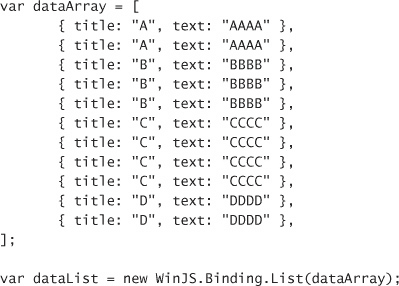 var dataArray = [
{ title: "A", text: "AAAA" },
{ title: "A", text: "AAAA" },
{ title: "B", text: "BBBB" },
{ title: "B", text: "BBBB" },
{ title: "B", text: "BBBB" },
{ title: "C", text: "CCCC" },
{ title: "C", text: "CCCC" },
{ title: "C", text: "CCCC" },
{ title: "C", text: "CCCC" },
{ title: "D", text: "DDDD" },
{ title: "D", text: "DDDD" },
];
var dataList = new WinJS.Binding.List(dataArray);